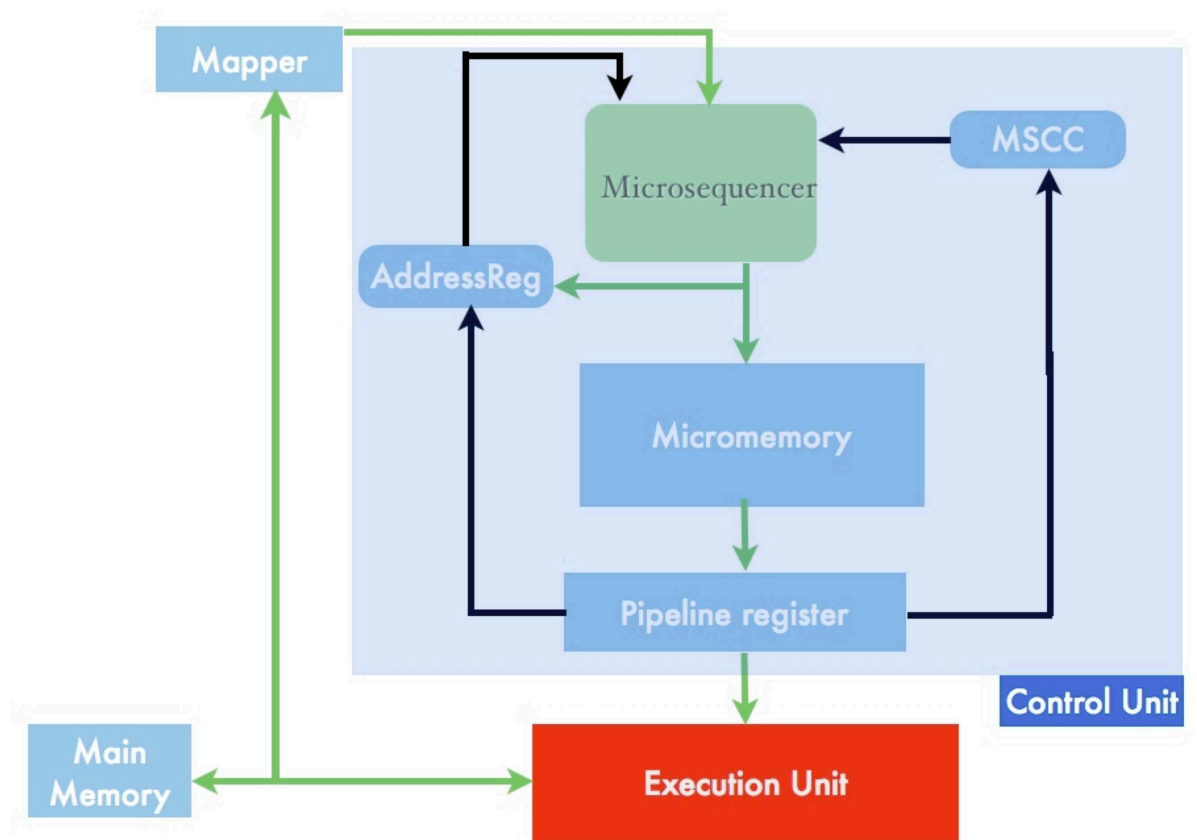 Mapper
MSCC
Microsequencer
AddressReg
Micromemory
Pipeline register
Control Unit
Main
Memory
Execution Unit